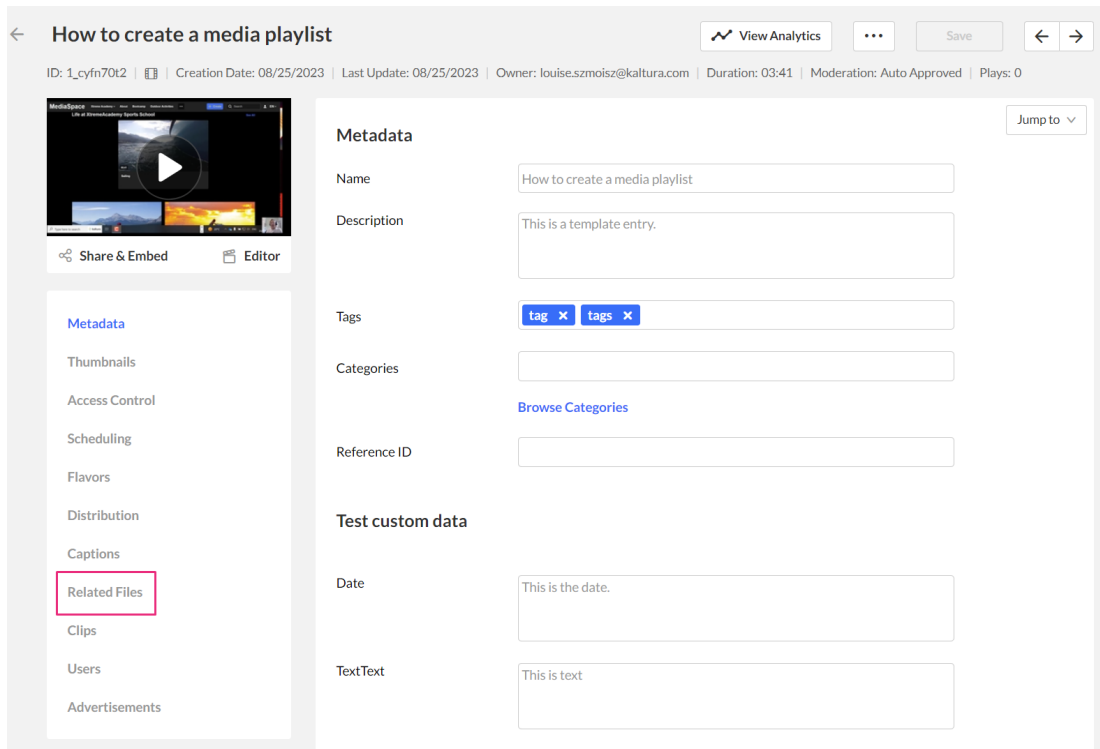 How to create a media playlist
View Analytics
Save
ID: 1_cyfn70t2 | Creation Date: 08/25/2023 | Last Update: 08/25/2023 | Owner: louise.szmoisz@kaltura.com | Duration: 03:41 | Moderation: Auto Approved | Plays: 0
MediaSpace
Life at XtremeAcademy Sports School
Share & Embed
Editor
Metadata
Thumbnails
Access Control
Scheduling
Flavors
Distribution
Captions
Related Files
Clips
Users
Advertisements
Jump to
Metadata
Name
How to create a media playlist
Description
This is a template entry.
Tags
tag × tags ×
Categories
Browse Categories
Reference ID
Test custom data
Date
This is the date.
TextText
This is text